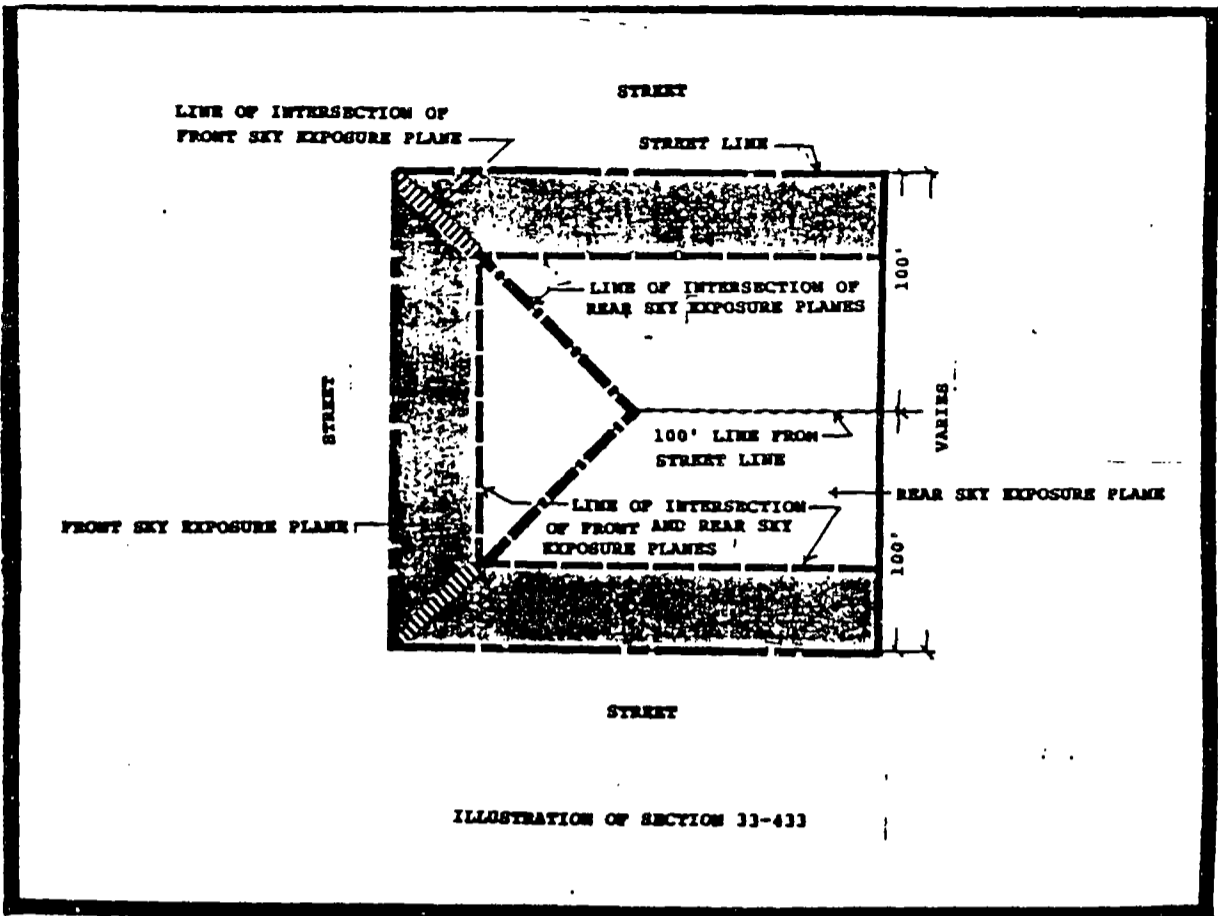 STREET
LINE OF INTERSECTION OF
FRONT SKY EXPOSURE PLANE
STREET LINE
100'
LINE OF INTERSECTION OF
REAR SKY EXPOSURE PLANES
STREET
VARIES
100' LINE FROM
STREET LINE
REAR SKY EXPOSURE PLANE
LINE OF INTERSECTION
OF FRONT AND REAR SKY
EXPOSURE PLANES
FRONT SKY EXPOSURE PLANE
100'
STREET
ILLUSTRATION OF SECTION 33-433